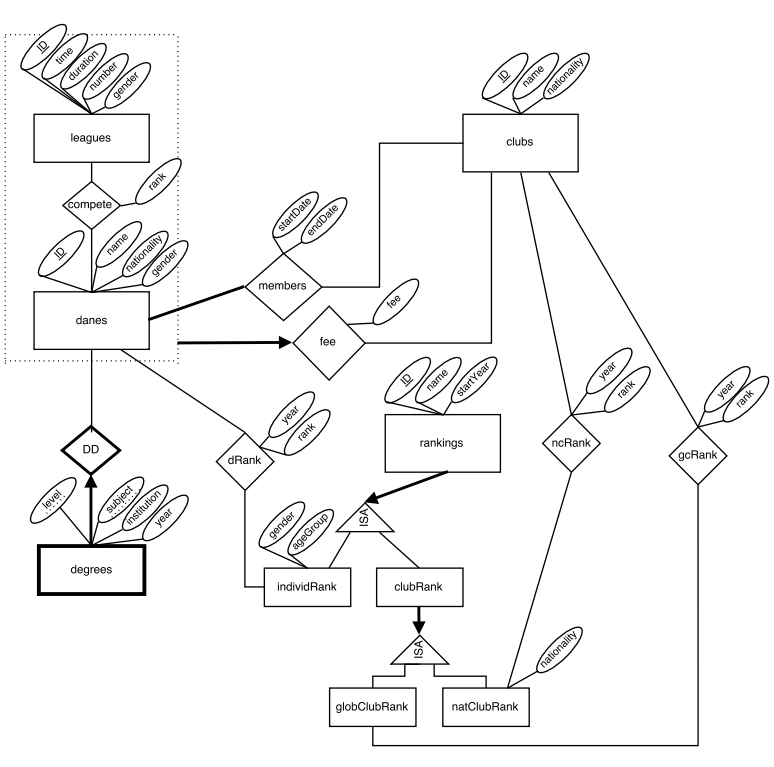 ID
time
duration
number
gender
leagues
compete
rank
ID
name
nationality
gender
danes
startDate
endDate
members
fee
fee
ID
name
nationality
clubs
DD
level
subject
institution
year
degrees
year
rank
dRank
ID
name
startYear
rankings
ISA
gender
ageGroup
individRank
clubRank
ISA
globClubRank
natClubRank
nationality
year
rank
ncRank
year
rank
gcRank